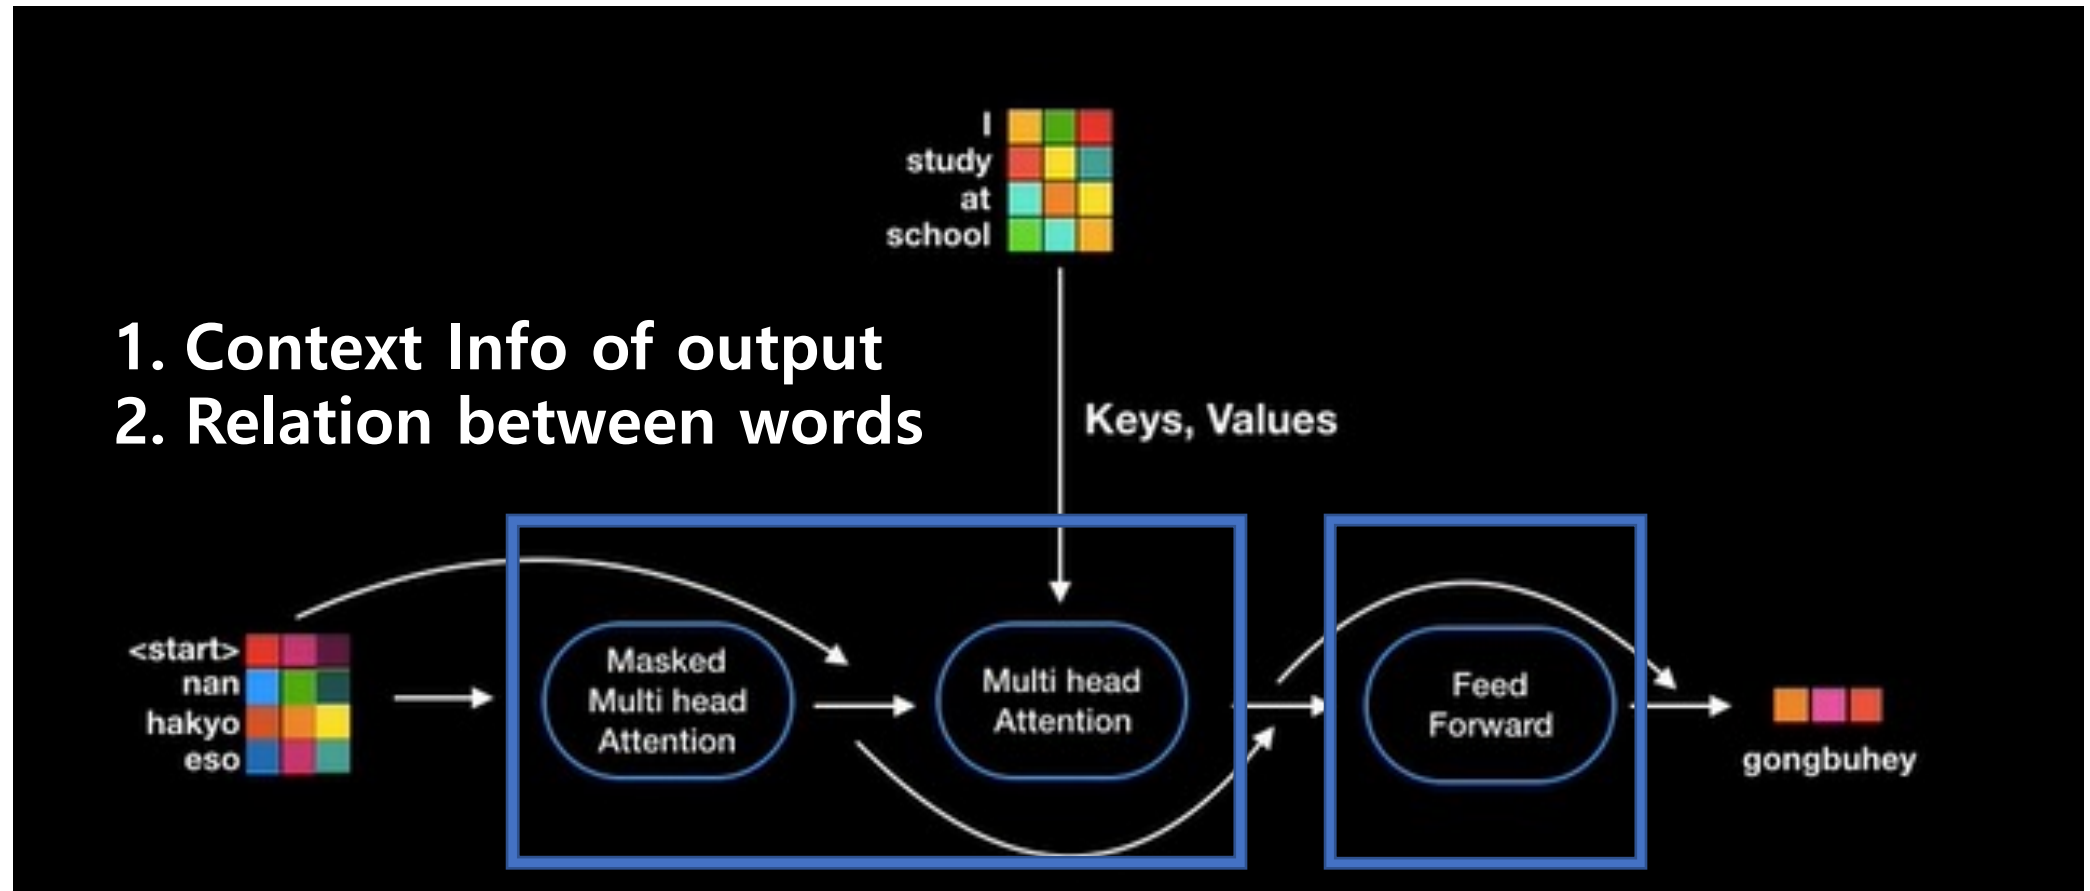 I
study
at
school
1. Context Info of output
2. Relation between words
Keys, Values
<start>
nan
hakyo
eso
Masked
Multi head
Attention
Multi head
Attention
Feed
Forward
gongbuhey